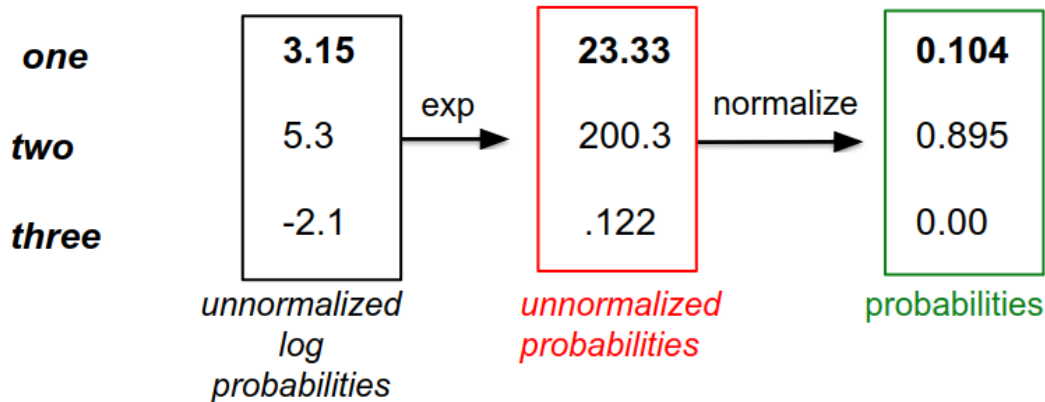 one 3.15 23.33 0.104
exp normalize
two 5.3 200.3 0.895
three -2.1 .122 0.00
unnormalized unnormalized probabilities
log probabilities
probabilities